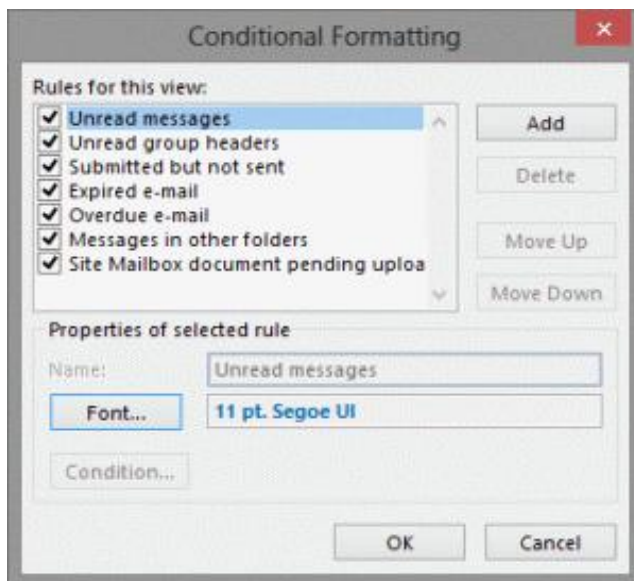 Conditional Formatting
Rules for this view:
Unread messages
Add
Unread group headers
Submitted but not sent
Delete
Expired e-mail
Overdue e-mail
Messages in other folders
Move Up
Site Mailbox document pending uploa
Move Down
Properties of selected rule
Name:
Unread messages
Font...
11 pt. Segoe UI
Condition...
OK
Cancel